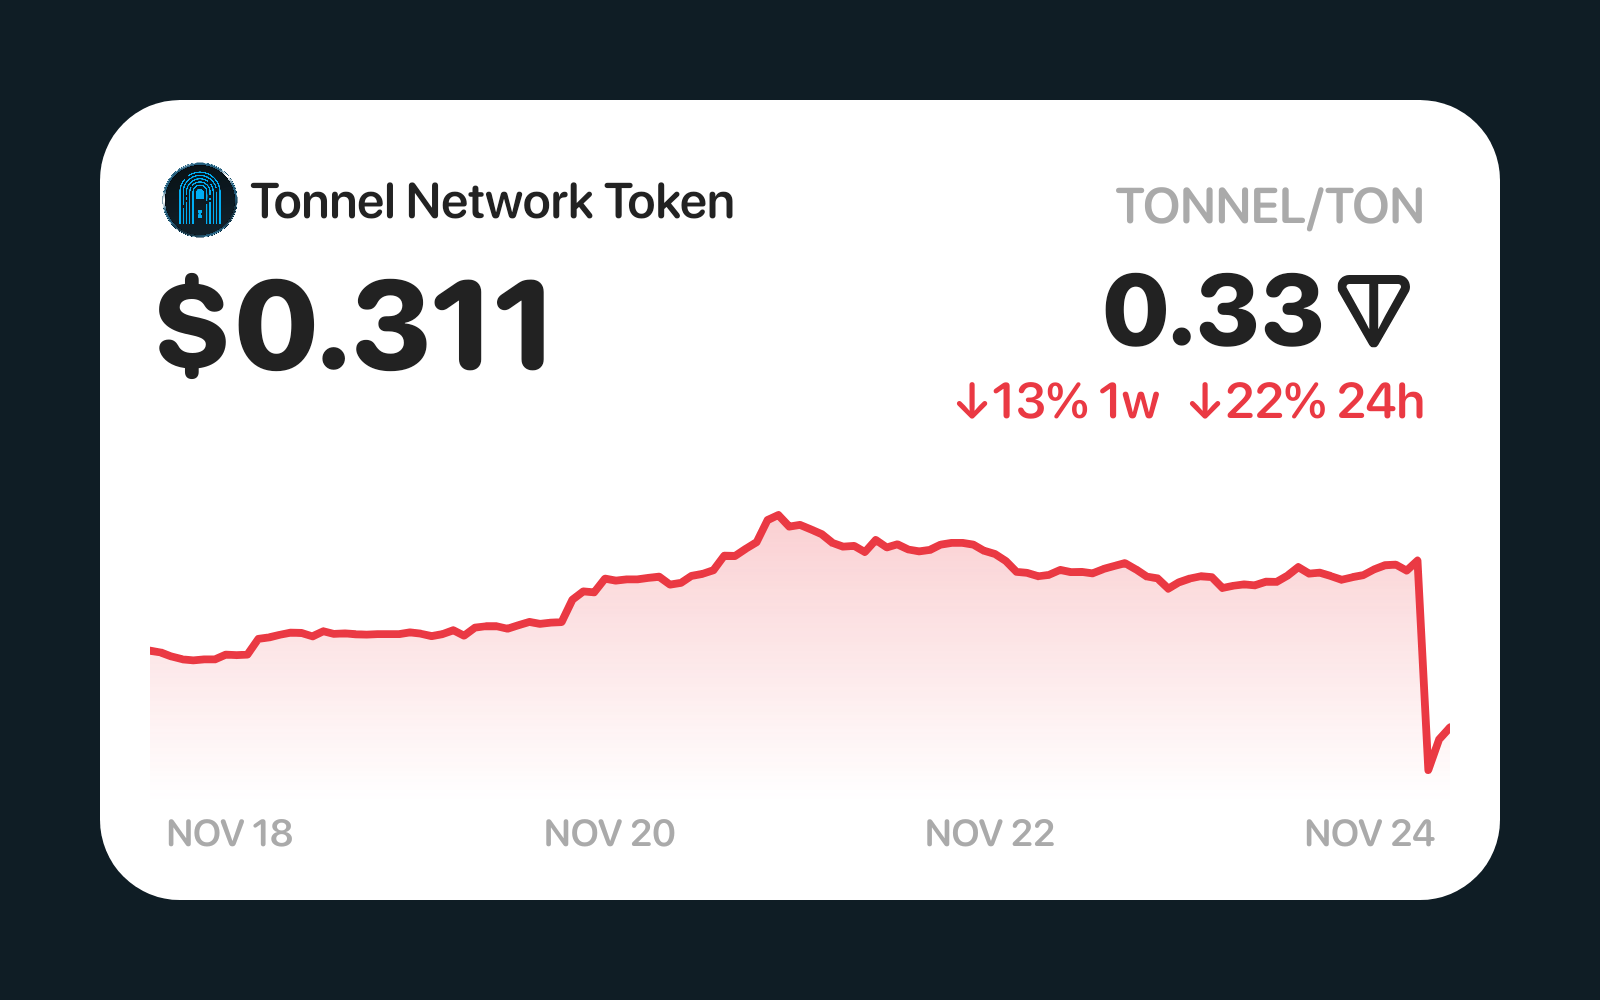 Tonnel Network Token
TONNEL/TON
$0.311
0.33
↓13% 1w ↓22% 24h
NOV 18 NOV 20 NOV 22 NOV 24